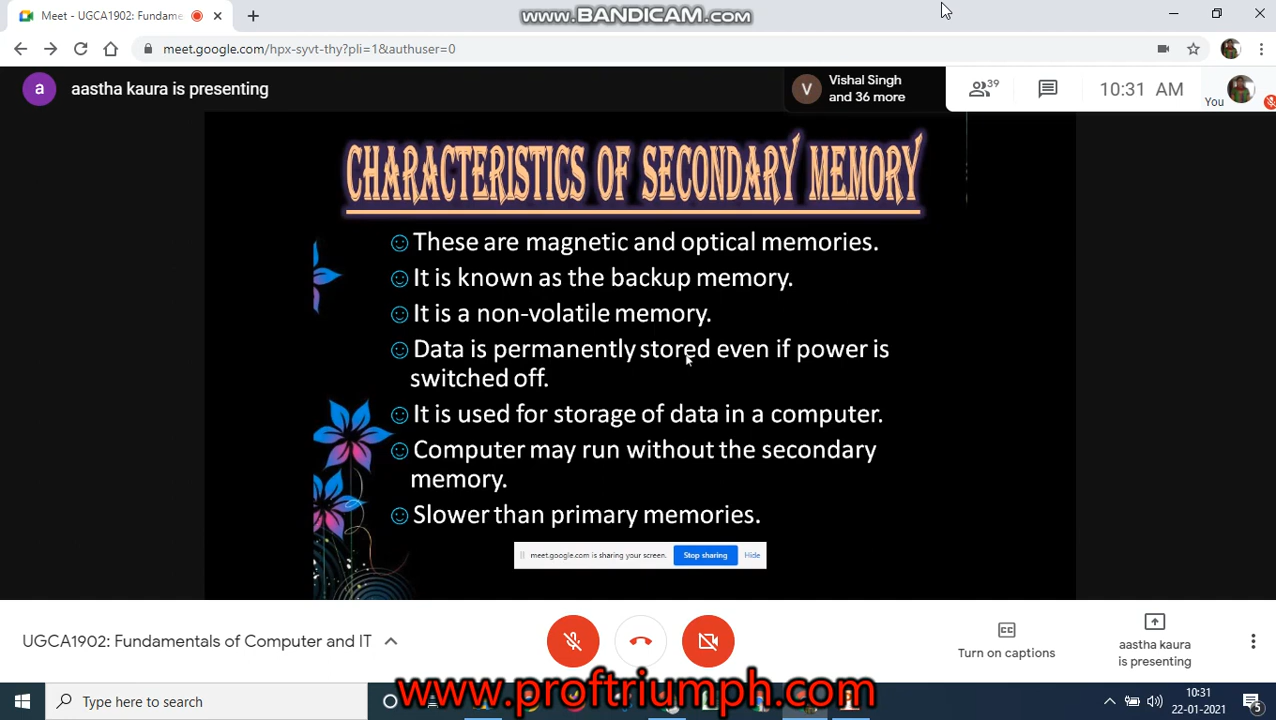 Meet - UGCA1902: Fundame
www.BANDICAM.com
meet.google.com/hpx-syvt-thy?pli=1&authuser=0
a
aastha kaura is presenting
V
Vishal Singh
and 36 more
39
10:31 AM
You
CHARACTERISTICS OF SECONDARY MEMORY
These are magnetic and optical memories.
It is known as the backup memory.
It is a non-volatile memory.
Data is permanently stored even if power is
switched off.
It is used for storage of data in a computer.
Computer may run without the secondary
memory.
Slower than primary memories.
meet.google.com is sharing your screen.
Stop sharing
Hide
UGCA1902: Fundamentals of Computer and IT
CC
Turn on captions
aastha kaura
is presenting
www.proftriumph.com
Type here to search
10:31
22-01-2021
5